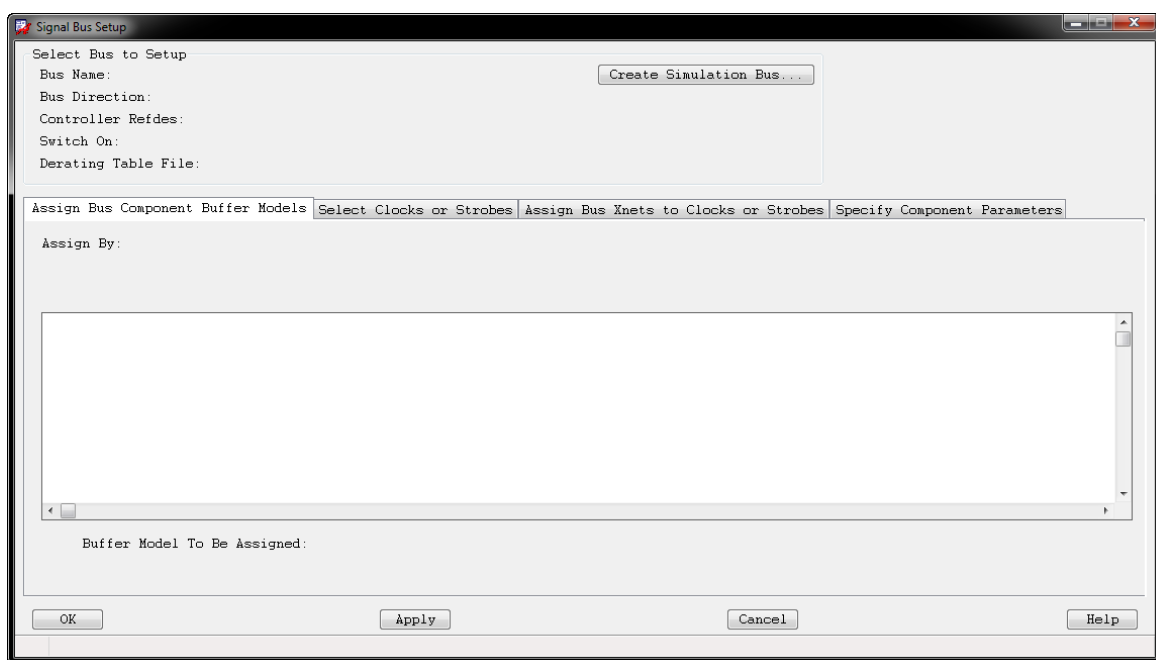 Signal Bus Setup
Select Bus to Setup
Bus Name:
Create Simulation Bus...
Bus Direction:
Controller Refdes:
Switch On:
Derating Table File:
Assign Bus Component Buffer Models Select Clocks or Strobes Assign Bus Xnets to Clocks or Strobes Specify Component Parameters
Assign By:
Buffer Model To Be Assigned:
OK Apply Cancel Help